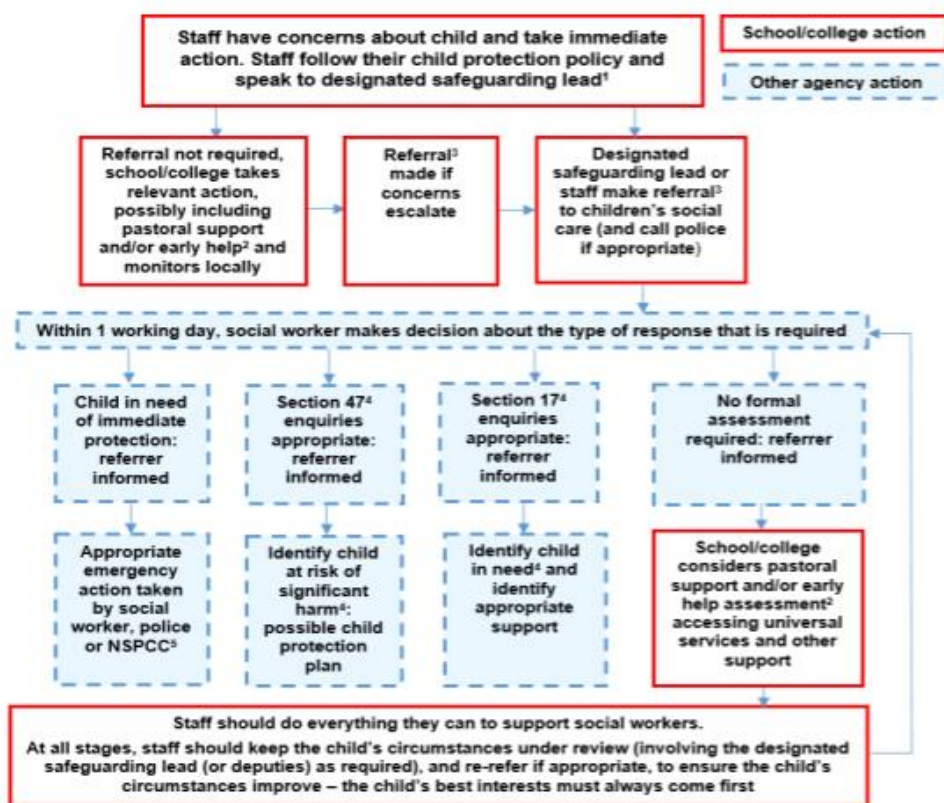 Staff have concerns about child and take immediate
action. Staff follow their child protection policy and
speak to designated safeguarding lead¹
School/college action
Other agency action
Referral not required,
school/college takes
relevant action,
possibly including
pastoral support
and/or early help² and
monitors locally
Referral³
made if
concerns
escalate
Designated
safeguarding lead or
staff make referral³
to children's social
care (and call police
if appropriate)
Within 1 working day, social worker makes decision about the type of response that is required
Child in need
of immediate
protection:
referrer
informed
Section 47⁴
enquiries
appropriate:
referrer
informed
Section 17⁴
enquiries
appropriate:
referrer
informed
No formal
assessment
required: referrer
informed
Appropriate
emergency
action taken
by social
worker, police
or NSPCC⁵
Identify child
at risk of
significant
harm⁴:
possible child
protection
plan
Identify child
in need⁴ and
identify
appropriate
support
School/college
considers pastoral
support and/or early
help assessment²
accessing universal
services and other
support
Staff should do everything they can to support social workers.
At all stages, staff should keep the child's circumstances under review (involving the designated
safeguarding lead (or deputies) as required), and re-refer if appropriate, to ensure the child's
circumstances improve – the child's best interests must always come first